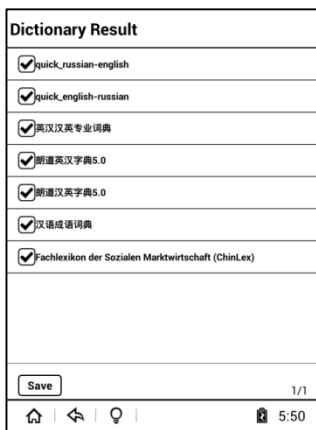 Dictionary Result
quick_russian-english
quick_english-russian
英汉汉英专业词典
朗道英汉字典5.0
朗道汉英字典5.0
汉语成语词典
Fachlexikon der Sozialen Marktwirtschaft (ChinLex)
Save
1/1
5:50